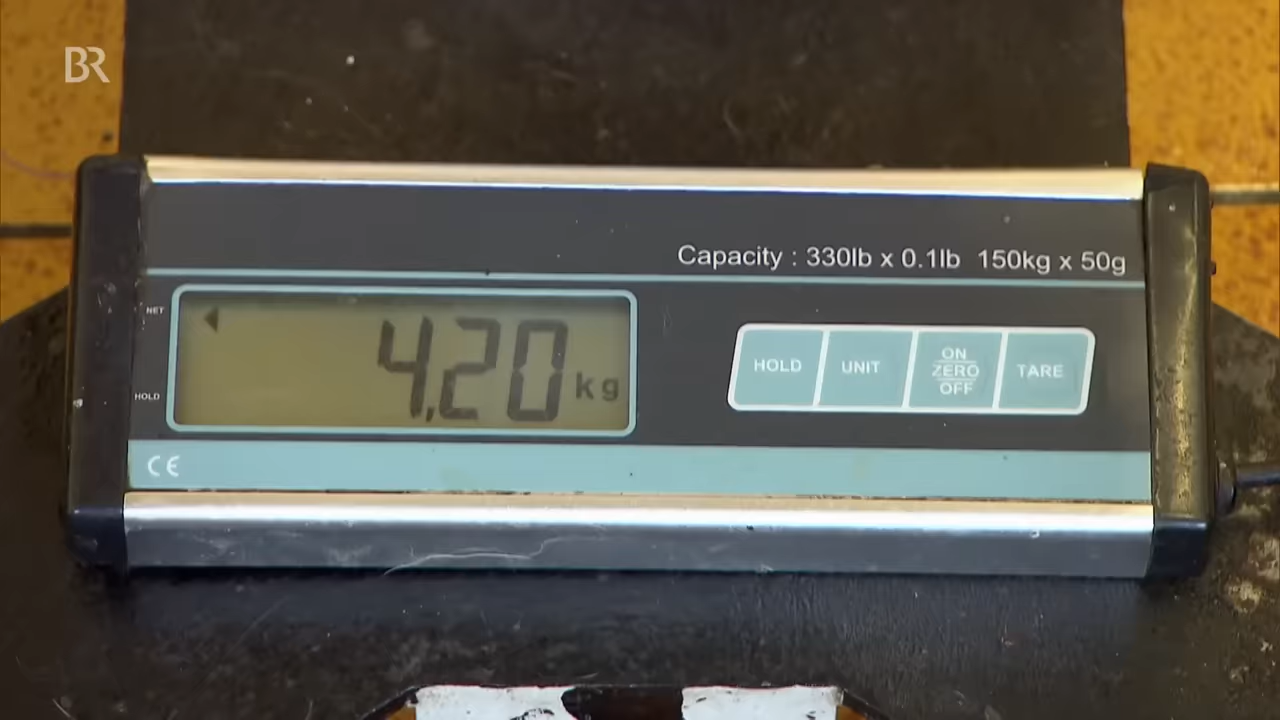 BR
Capacity : 330lb x 0.1lb 150kg x 50g
NET
4,20 kg
HOLD
HOLD UNIT ON ZERO OFF TARE
CE